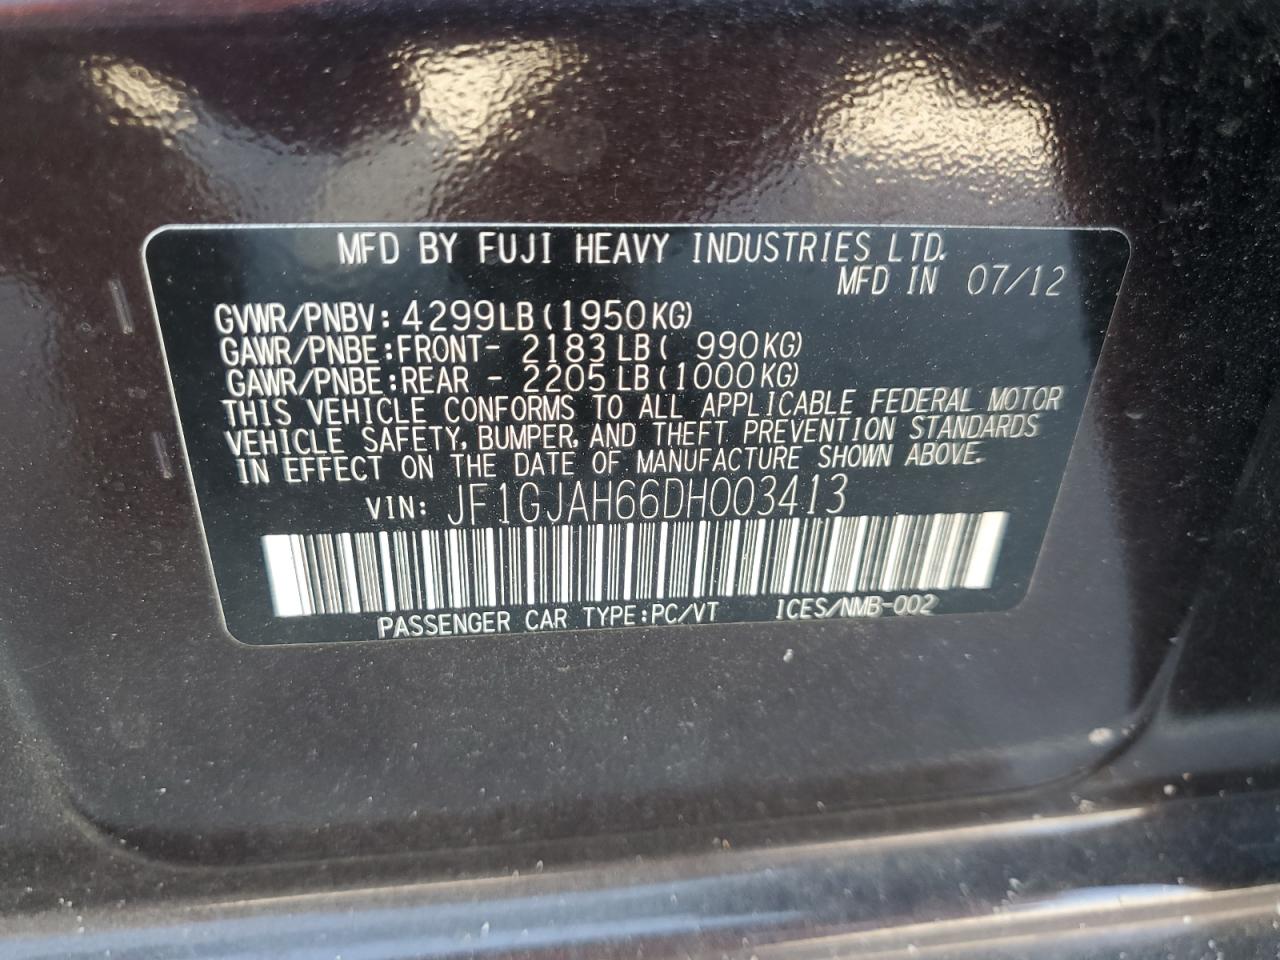 MFD BY FUJI HEAVY INDUSTRIES LTD.
MFD IN 07/12
GVWR/PNBV: 4299LB(1950KG)
GAWR/PNBE:FRONT- 2183LB( 990KG)
GAWR/PNBE:REAR - 2205LB(1000KG)
THIS VEHICLE CONFORMS TO ALL APPLICABLE FEDERAL MOTOR
VEHICLE SAFETY, BUMPER, AND THEFT PREVENTION STANDARDS
IN EFFECT ON THE DATE OF MANUFACTURE SHOWN ABOVE.
VIN: JF1GJAH66DH003413
PASSENGER CAR TYPE:PC/VT ICES/NMB-002